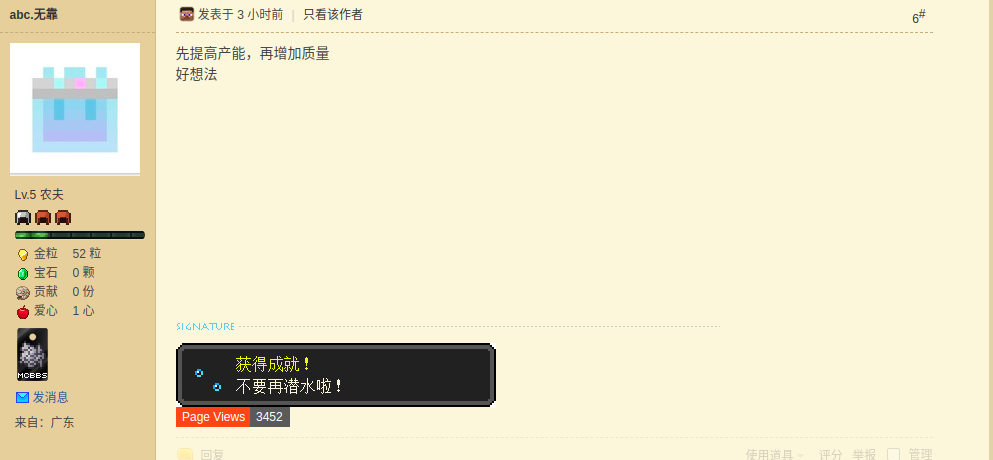 abc.无靠
发表于 3 小时前 | 只看该作者
6#
先提高产能，再增加质量
好想法
Lv.5 农夫
金粒 52 粒
宝石 0 颗
贡献 0 份
爱心 1 心
MCBBS
发消息
来自：广东
SIGNATURE
获得成就！
不要再潜水啦！
Page Views 3452
回复
使用道具 评分 举报 管理